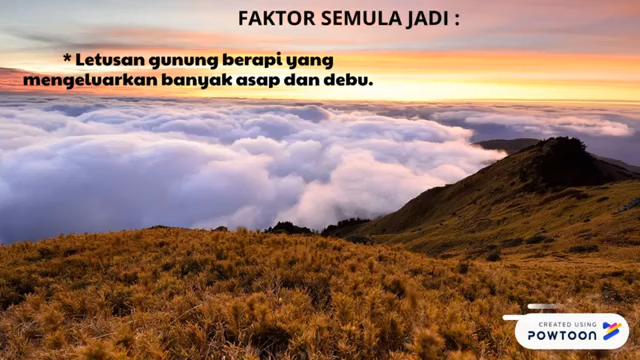 FAKTOR SEMULA JADI :
* Letusan gunung berapi yang
mengeluarkan banyak asap dan debu.
CREATED USING
POWTOON